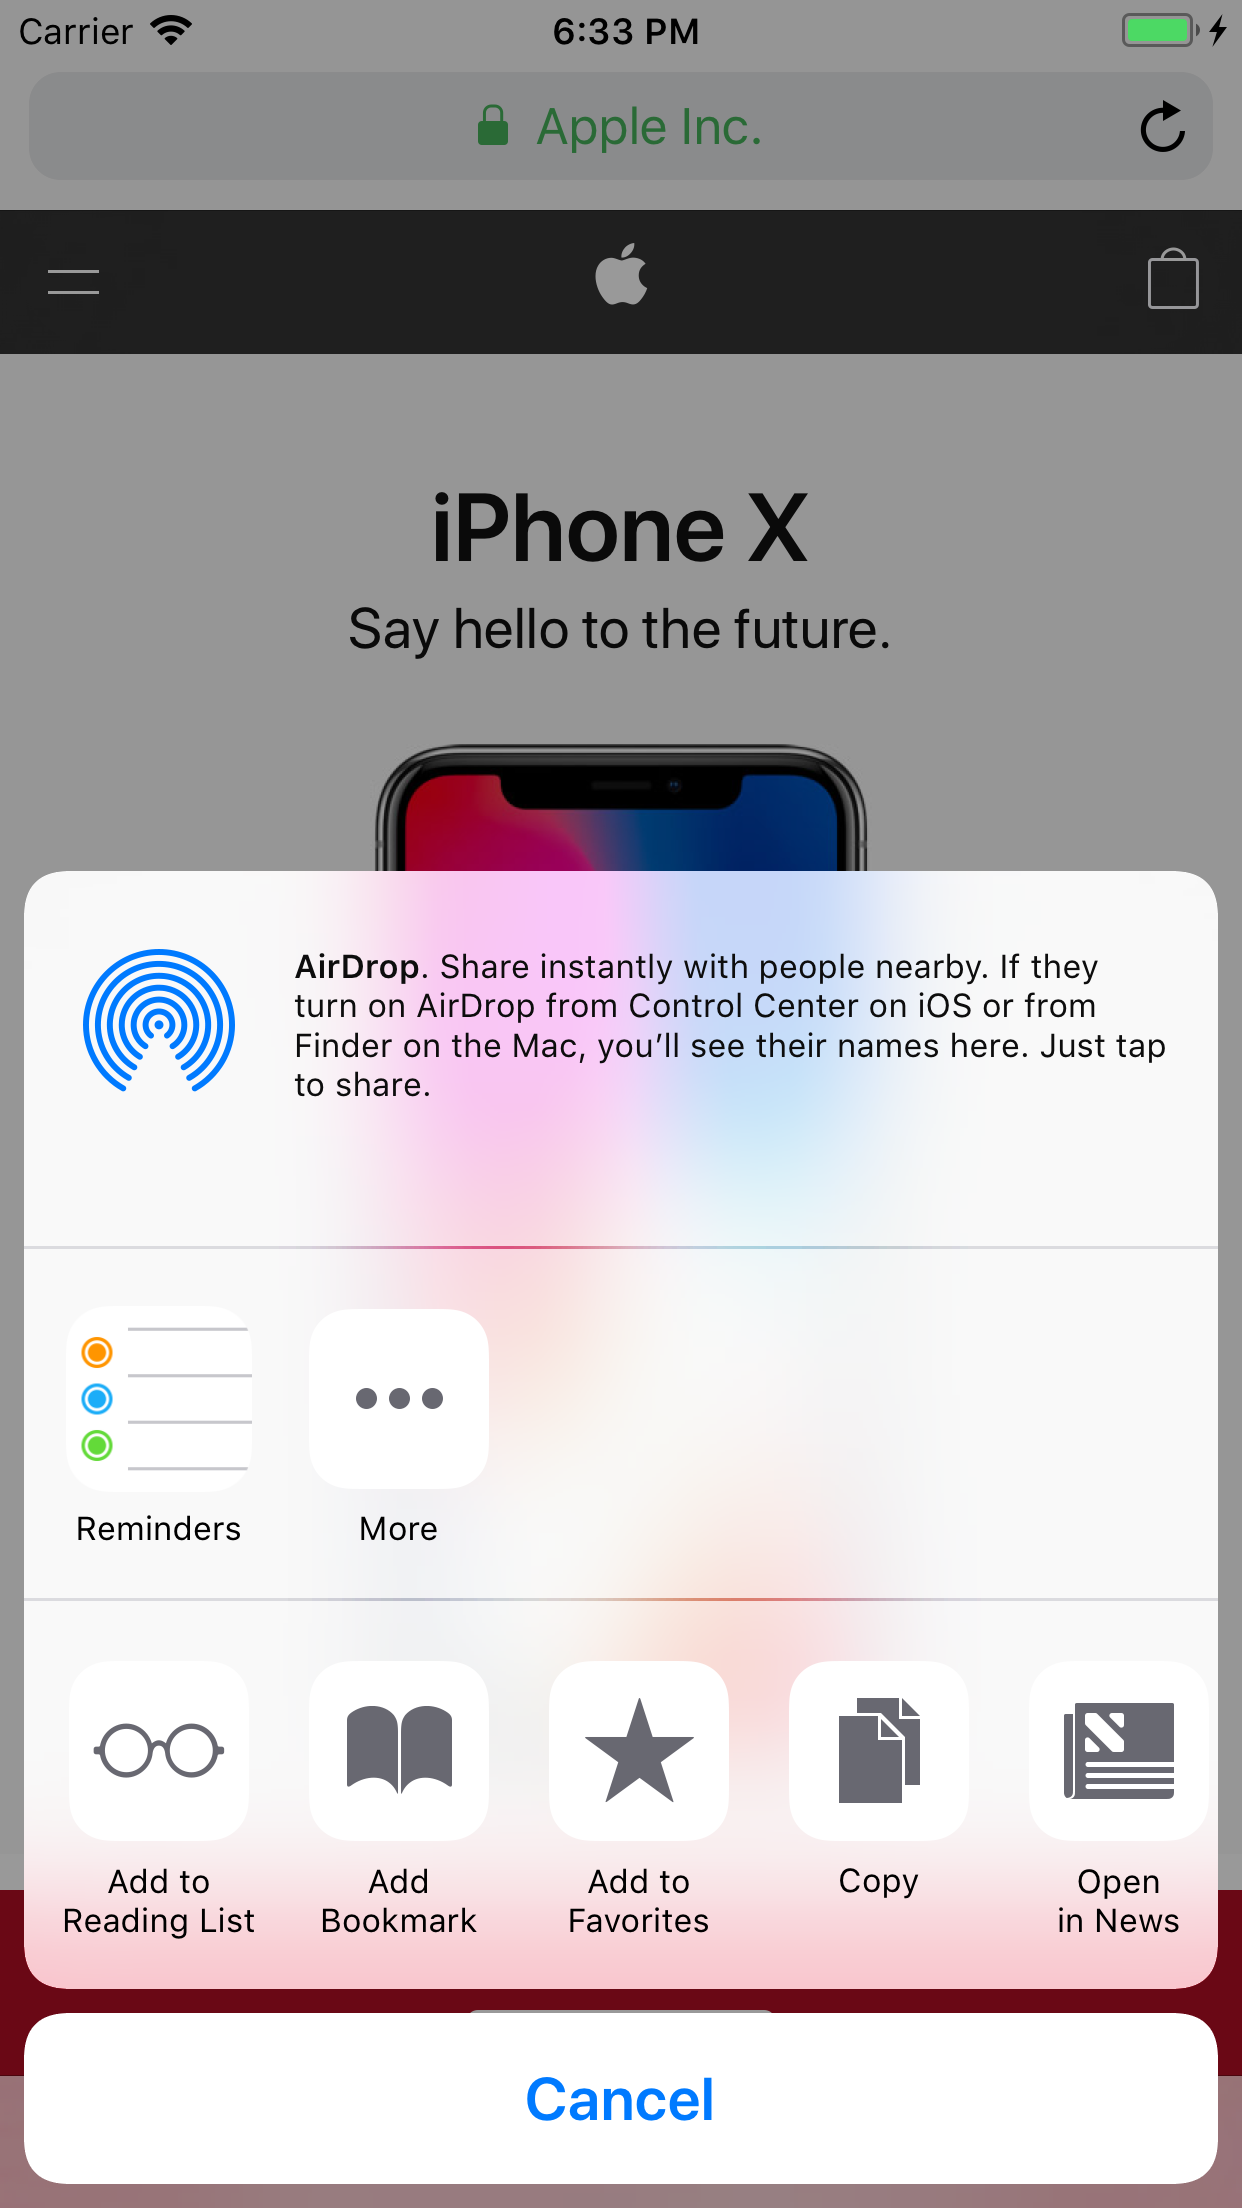 Carrier
6:33 PM
Apple Inc.
iPhone X
Say hello to the future.
AirDrop. Share instantly with people nearby. If they
turn on AirDrop from Control Center on iOS or from
Finder on the Mac, you’ll see their names here. Just tap
to share.
Reminders
More
Add to
Reading List
Add
Bookmark
Add to
Favorites
Copy
Open
in News
Cancel